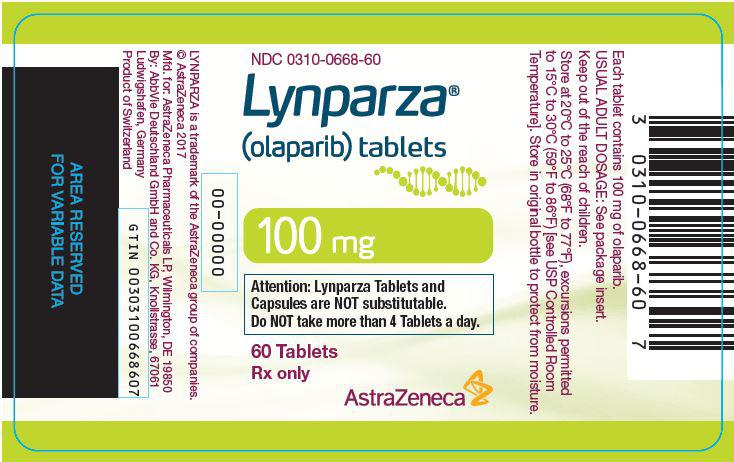 NDC 0310-0668-60
Lynparza®
(olaparib) tablets
100 mg
Attention: Lynparza Tablets and
Capsules are NOT substitutable.
Do NOT take more than 4 Tablets a day.
60 Tablets
Rx only
AstraZeneca
Each tablet contains 100 mg of olaparib.
USUAL ADULT DOSAGE: See package insert.
Keep out of the reach of children.
Store at 20°C to 25°C (68°F to 77°F), excursions permitted
to 15°C to 30°C (59°F to 86°F) [see USP Controlled Room
Temperature]. Store in original bottle to protect from moisture.
3 0310-0668-60 7
LYNPARZA is a trademark of the AstraZeneca group of companies.
© AstraZeneca 2017
Mfd. for: AstraZeneca Pharmaceuticals LP, Wilmington, DE 19850
By: AbbVie Deutschland GmbH and Co. KG, Knollstrasse, 67061
Ludwigshafen, Germany
Product of Switzerland
00-00000
GTIN 00303100668607
AREA RESERVED
FOR VARIABLE DATA